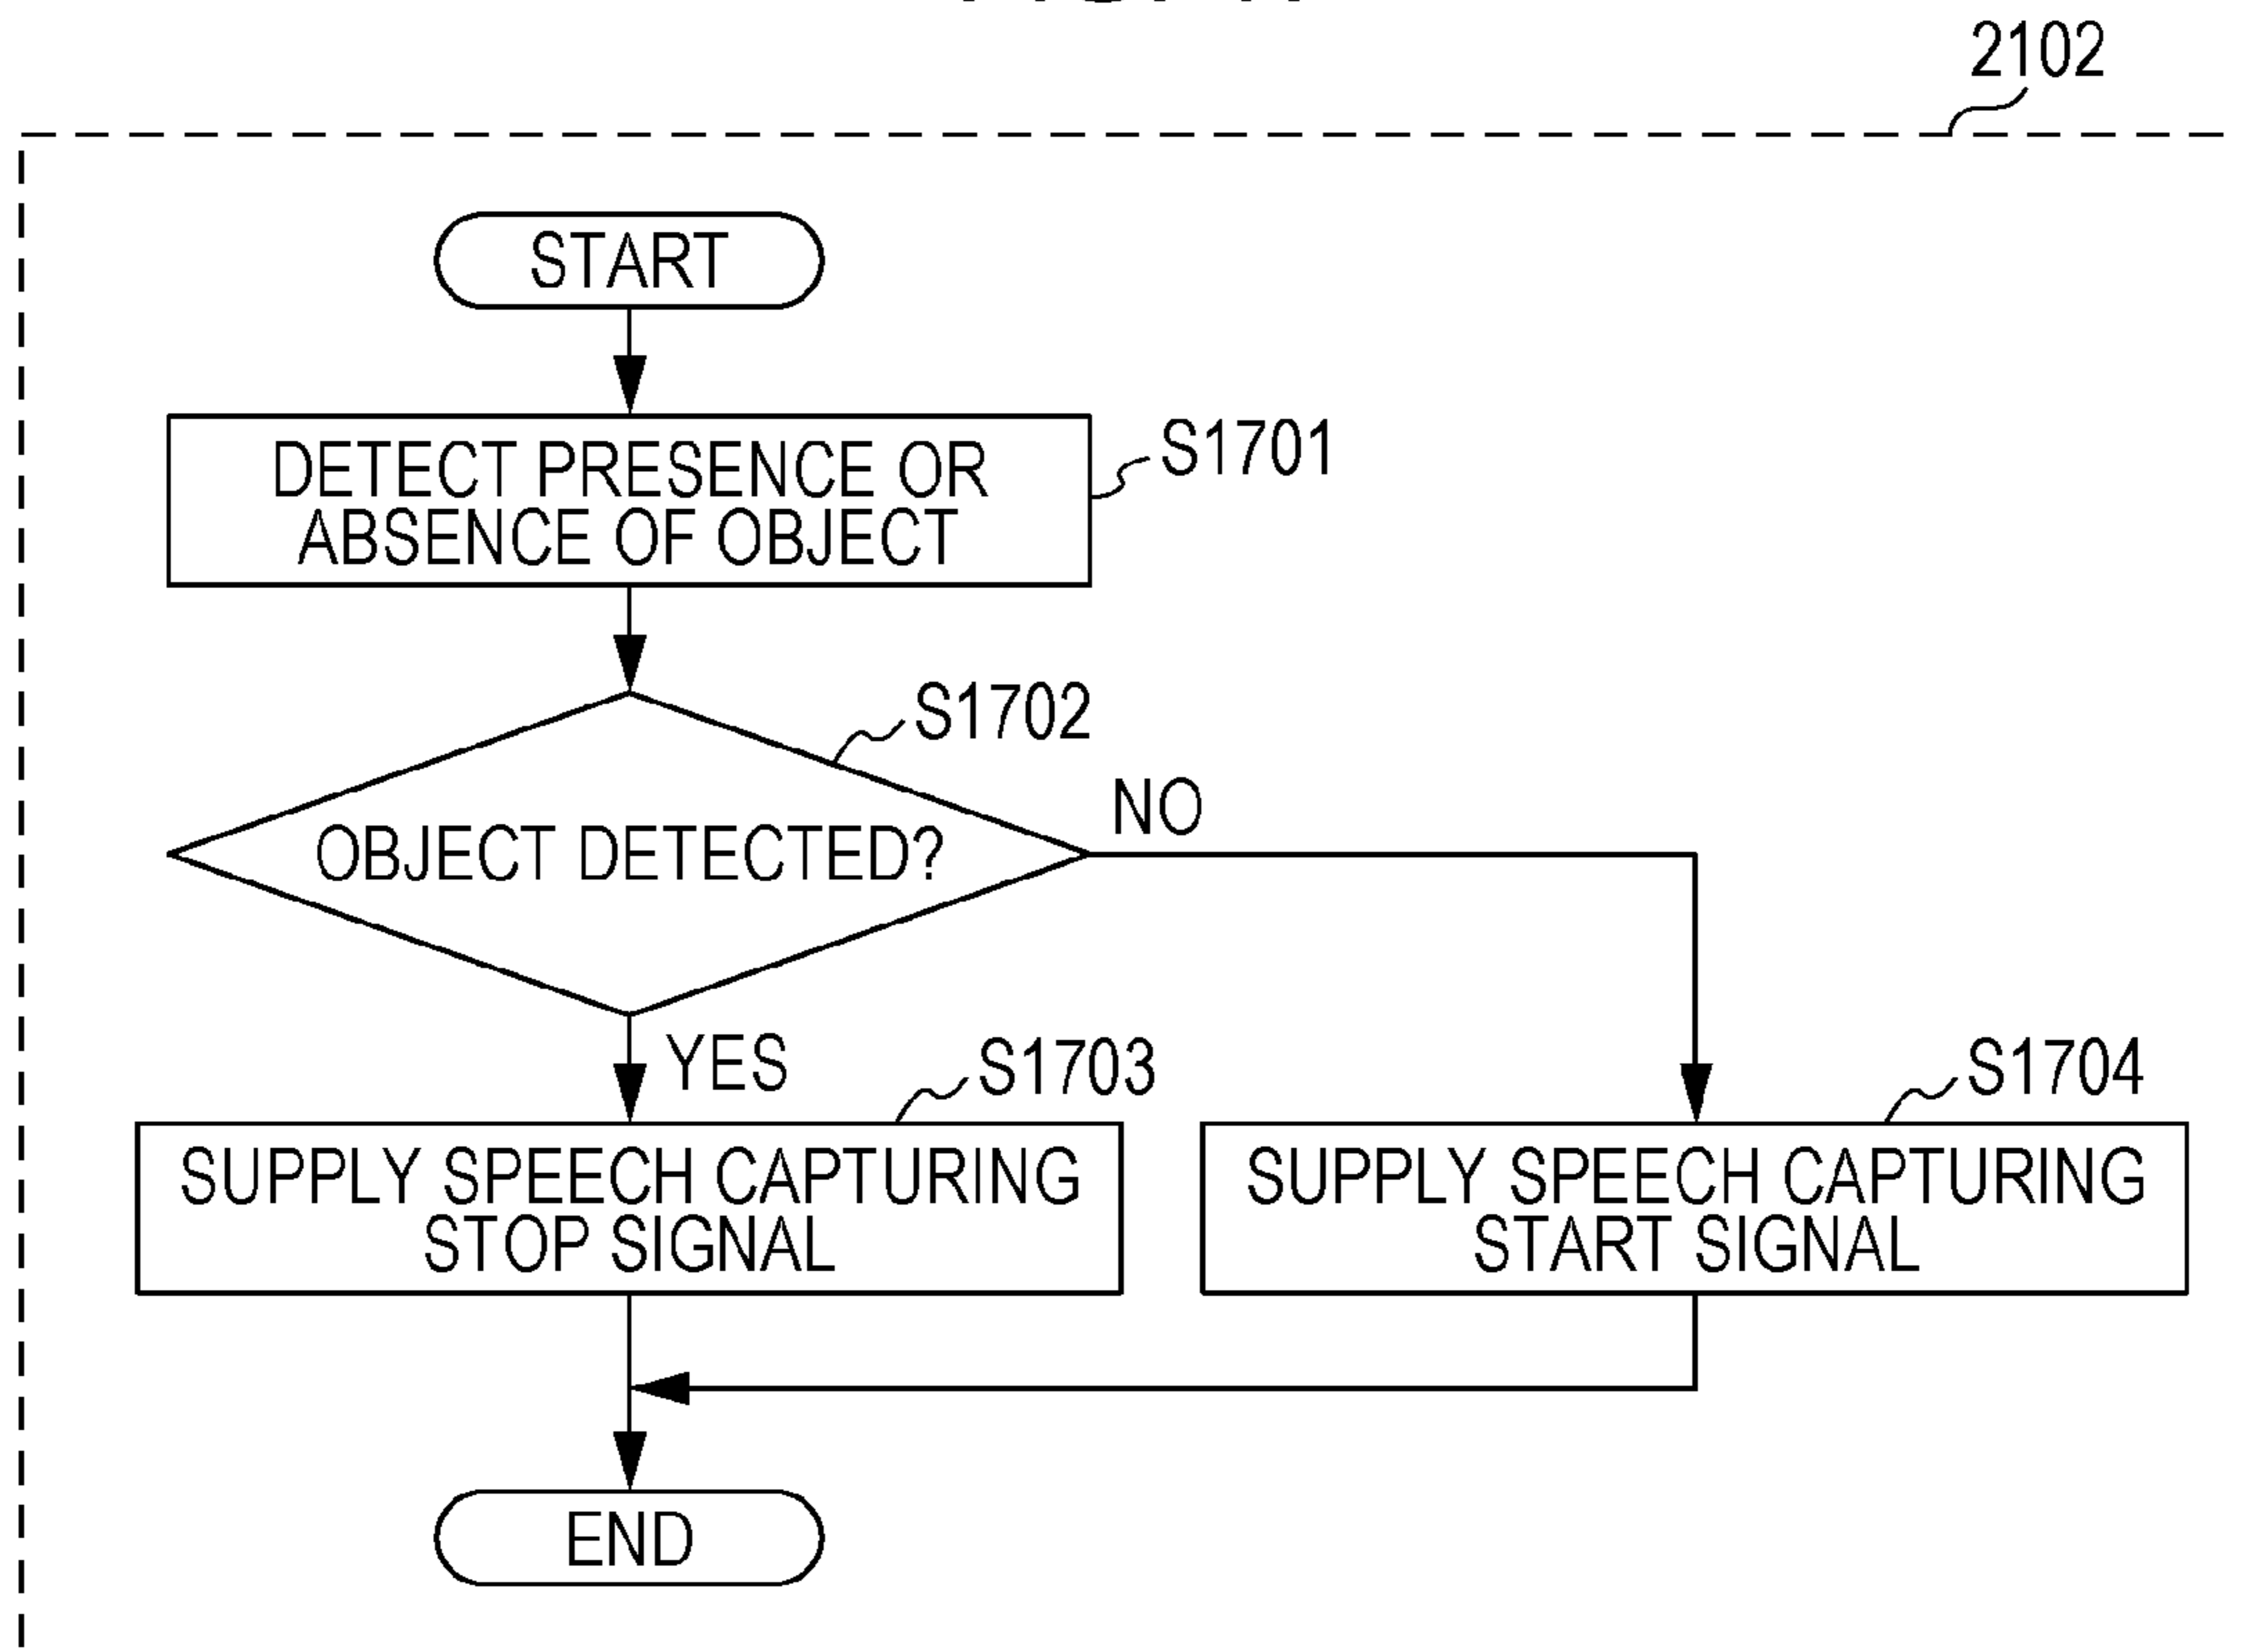 2102
START
DETECT PRESENCE OR
ABSENCE OF OBJECT
S1701
S1702
OBJECT DETECTED?
NO
YES
S1703
S1704
SUPPLY SPEECH CAPTURING
STOP SIGNAL
SUPPLY SPEECH CAPTURING
START SIGNAL
END